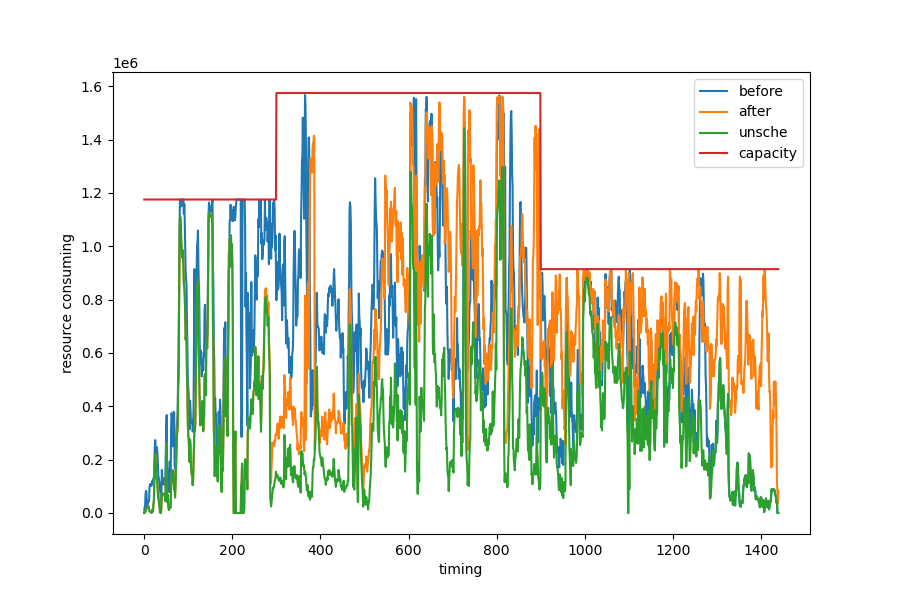 1e6
1.6
1.4
1.2
1.0
0.8
0.6
0.4
0.2
0.0
resource consuming
0 200 400 600 800 1000 1200 1400
timing
before
after
unsche
capacity